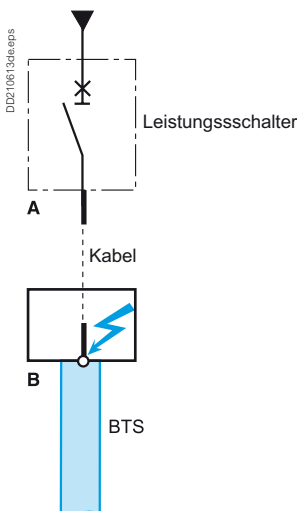 DD210613de.eps
Leistungssschalter
A
Kabel
B
BTS